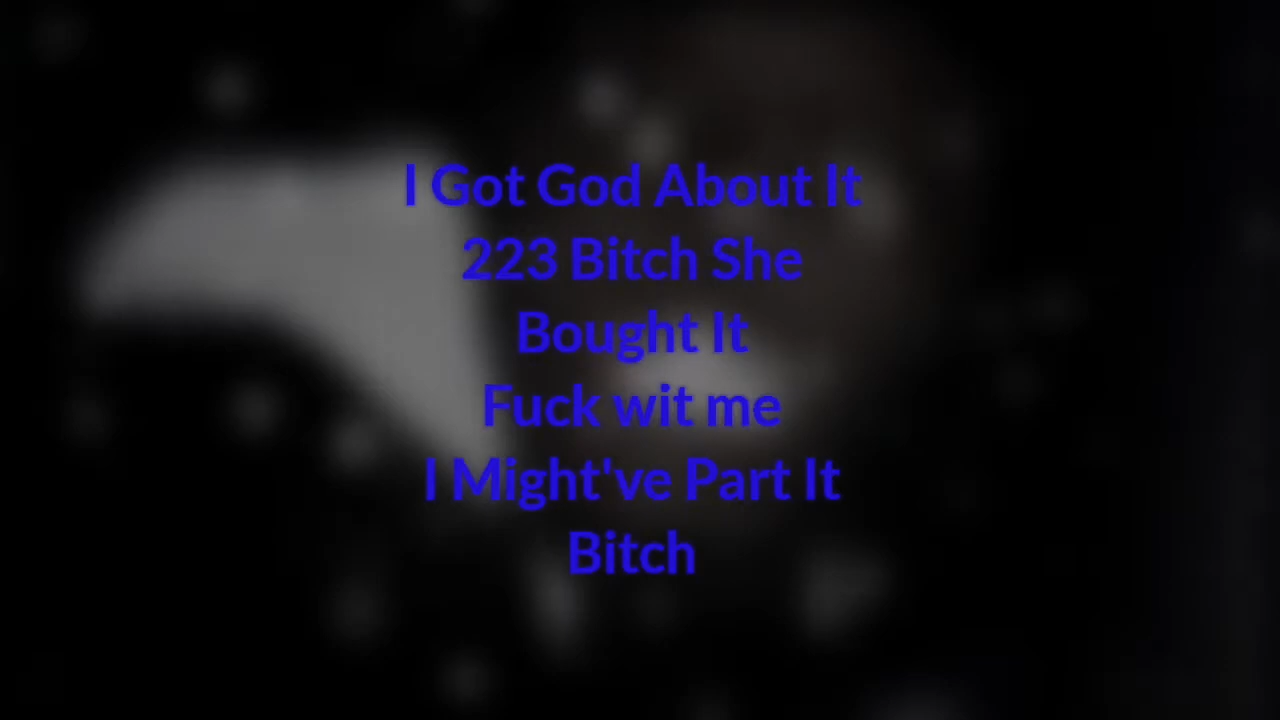 I Got God About It
223 Bitch She
Bought It
Fuck wit me
I Might've Part It
Bitch